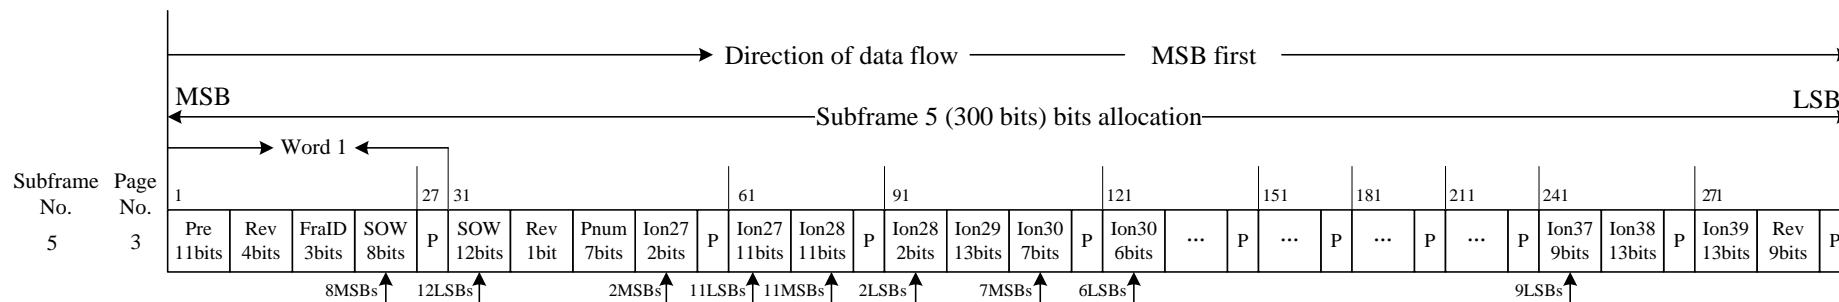 Direction of data flow MSB first
MSB LSB
Subframe 5 (300 bits) bits allocation
Word 1
Subframe No. Page No. 1 27 31 61 91 121 151 181 211 241 271
5 3 Pre 11bits Rev 4bits FraID 3bits SOW 8bits P SOW 12bits Rev 1bit Pnum 7bits Ion27 2bits P Ion27 11bits Ion28 11bits P Ion28 2bits Ion29 13bits Ion30 7bits P Ion30 6bits ... P ... P ... P ... P Ion37 9bits Ion38 13bits P Ion39 13bits Rev 9bits P
8MSBs 12LSBs 2MSBs 11LSBs 11MSBs 2LSBs 7MSBs 6LSBs 9LSBs